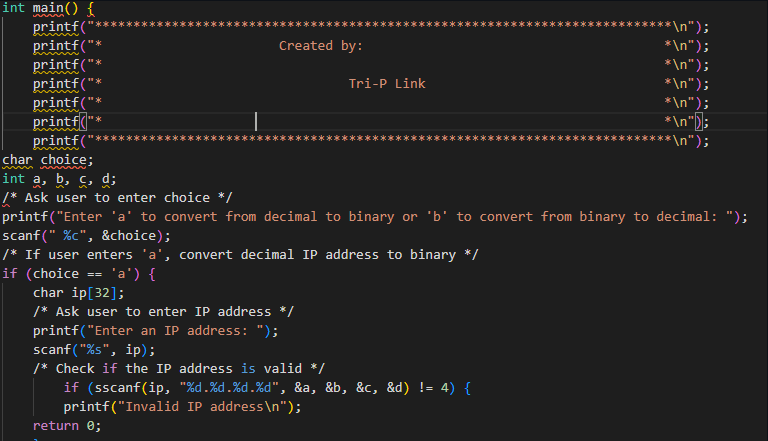 int main() {
    printf("***************************************************************************\n");
    printf("*                       Created by:                                       *\n");
    printf("*                                                                         *\n");
    printf("*                                Tri-P Link                               *\n");
    printf("*                                                                         *\n");
    printf("*                                                                         *\n");
    printf("***************************************************************************\n");
char choice;
int a, b, c, d;
/* Ask user to enter choice */
printf("Enter 'a' to convert from decimal to binary or 'b' to convert from binary to decimal: ");
scanf(" %c", &choice);
/* If user enters 'a', convert decimal IP address to binary */
if (choice == 'a') {
    char ip[32];
    /* Ask user to enter IP address */
    printf("Enter an IP address: ");
    scanf("%s", ip);
    /* Check if the IP address is valid */
        if (sscanf(ip, "%d.%d.%d.%d", &a, &b, &c, &d) != 4) {
        printf("Invalid IP address\n");
    return 0;